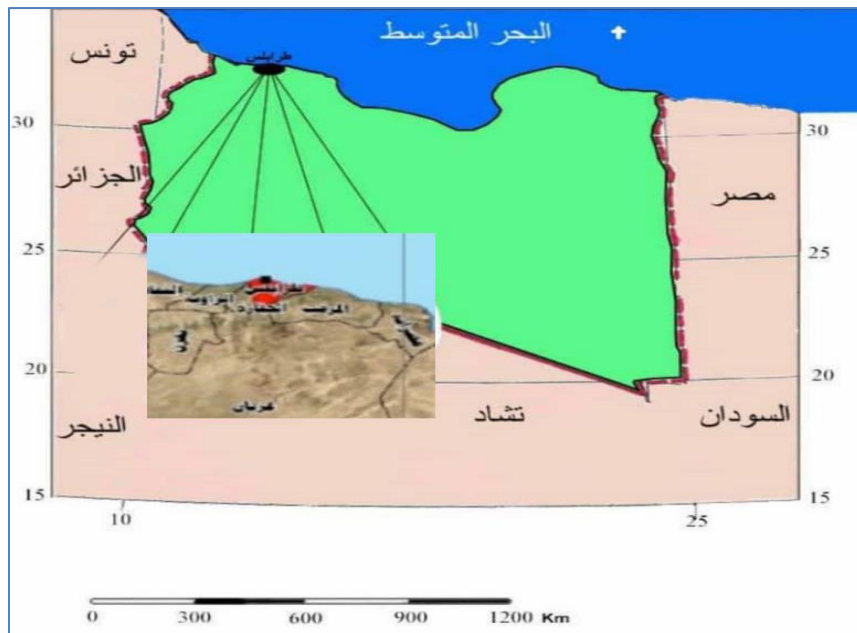 البحر المتوسط
تونس
طرابلس
30
30
الجزائر
مصر
25
25
طرابلس
الزاوية
الجفارة
المرقب
غريان
20
20
النيجر
تشاد
السودان
15
15
10
25
0
300
600
900
1200 Km